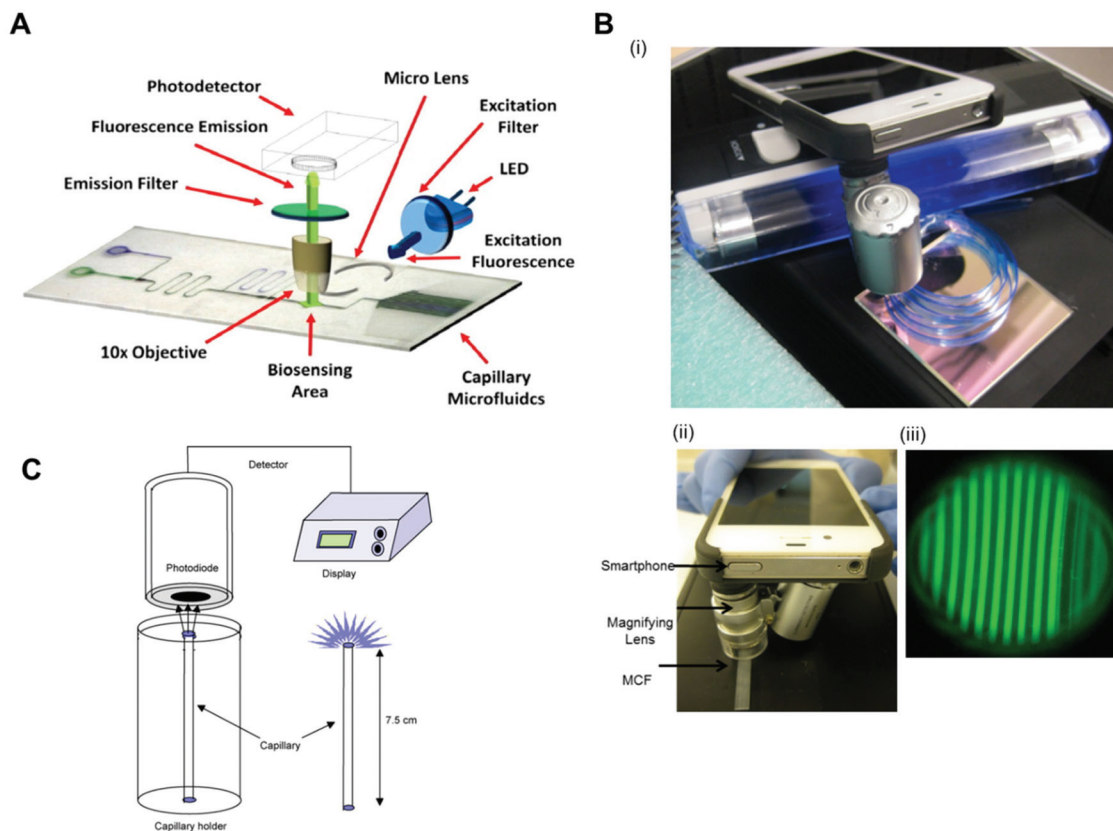 A
Photodetector
Fluorescence Emission
Emission Filter
Micro Lens
Excitation
Filter
LED
Excitation
Fluorescence
10x Objective
Biosensing
Area
Capillary
Microfluidcs
B
(i)
(ii)
Smartphone
Magnifying
Lens
MCF
(iii)
C
Detector
Photodiode
Display
Capillary
7.5 cm
Capillary holder